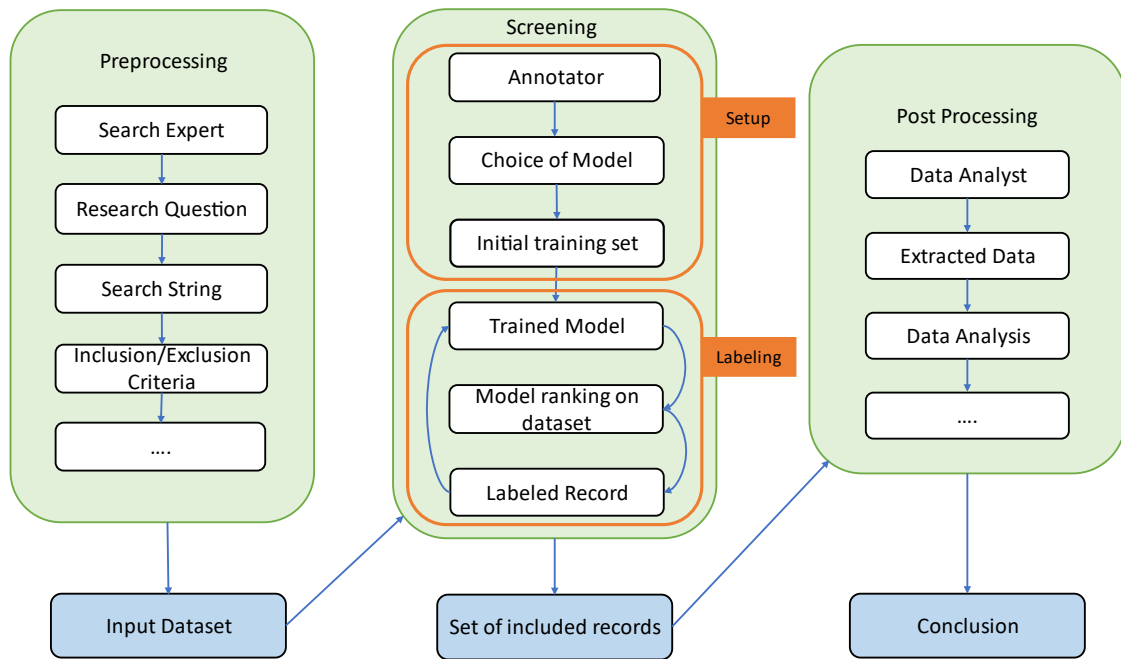 Preprocessing
Search Expert
Research Question
Search String
Inclusion/Exclusion
Criteria
....
Input Dataset
Screening
Annotator
Choice of Model
Initial training set
Setup
Trained Model
Model ranking on
dataset
Labeled Record
Labeling
Set of included records
Post Processing
Data Analyst
Extracted Data
Data Analysis
....
Conclusion